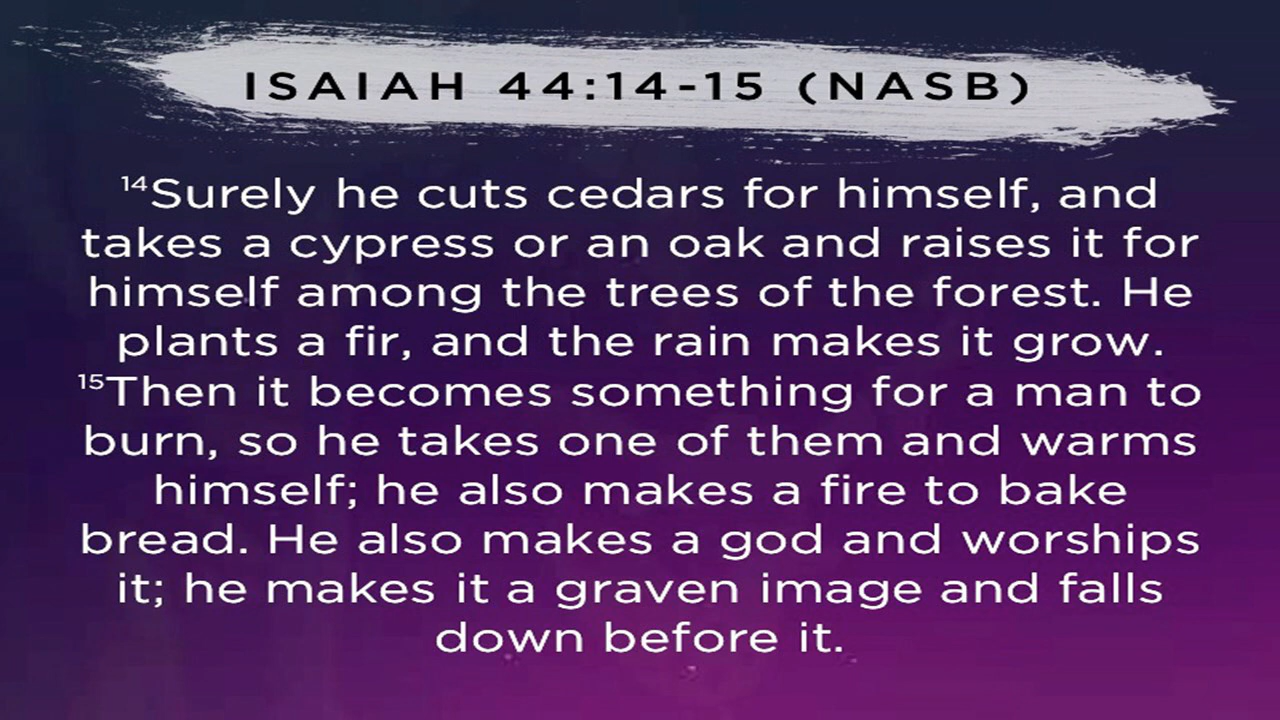 ISAIAH 44:14-15 (NASB)
¹⁴Surely he cuts cedars for himself, and
takes a cypress or an oak and raises it for
himself among the trees of the forest. He
plants a fir, and the rain makes it grow.
¹⁵Then it becomes something for a man to
burn, so he takes one of them and warms
himself; he also makes a fire to bake
bread. He also makes a god and worships
it; he makes it a graven image and falls
down before it.